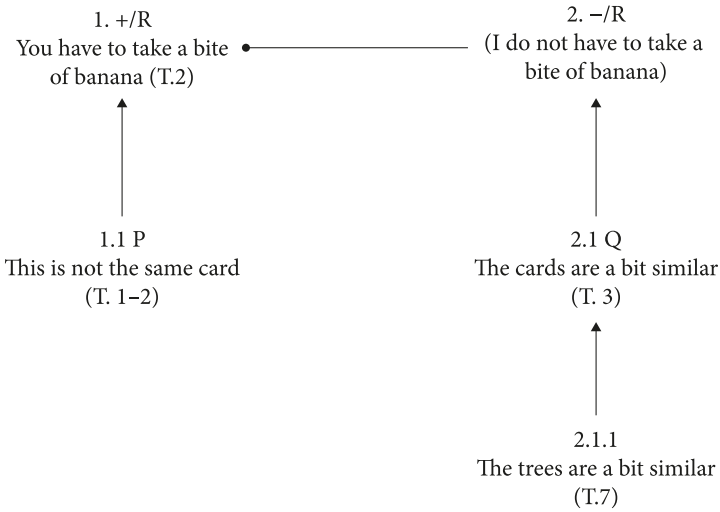 1. +/R
You have to take a bite
of banana (T.2)
2. −/R
(I do not have to take a
bite of banana)
1.1 P
This is not the same card
(T. 1–2)
2.1 Q
The cards are a bit similar
(T. 3)
2.1.1
The trees are a bit similar
(T.7)